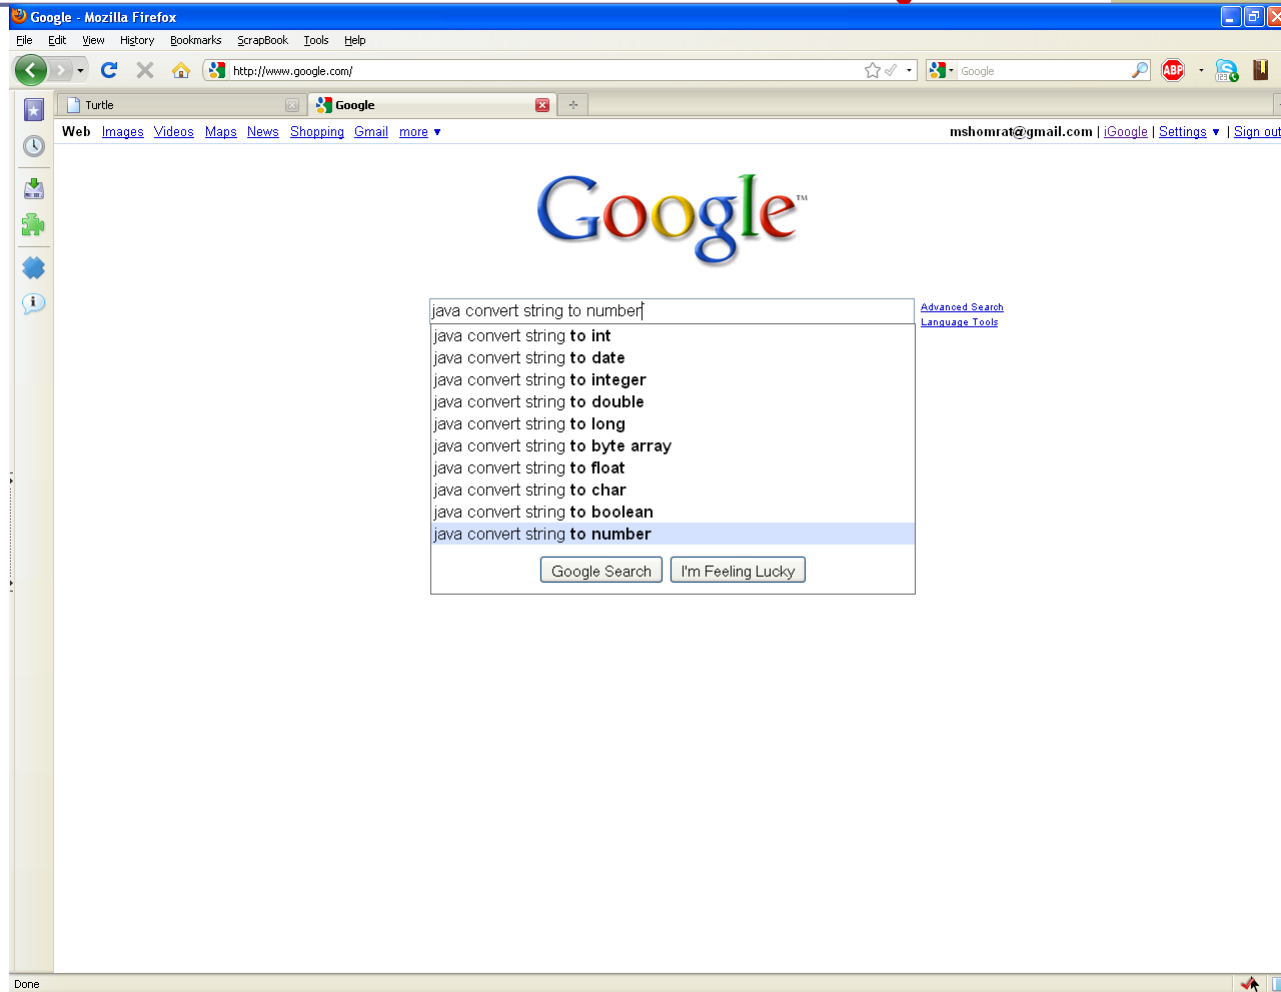 Google - Mozilla Firefox
File Edit View History Bookmarks ScrapBook Tools Help
http://www.google.com/ Google ABP
Turtle Google
Web Images Videos Maps News Shopping Gmail more ▼ mshomrat@gmail.com | iGoogle | Settings ▼ | Sign out
Google™
java convert string to number
Advanced Search
Language Tools
java convert string to int
java convert string to date
java convert string to integer
java convert string to double
java convert string to long
java convert string to byte array
java convert string to float
java convert string to char
java convert string to boolean
java convert string to number
Google Search I'm Feeling Lucky
Done